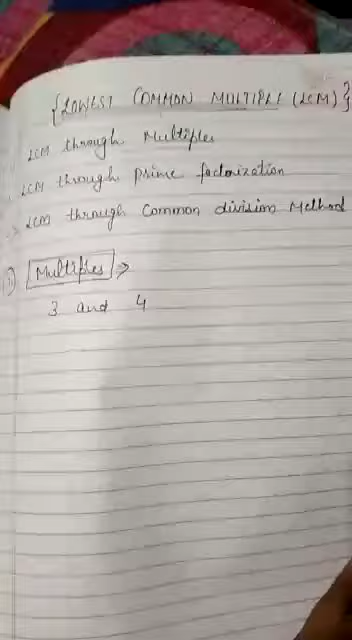 {LOWEST COMMON MULTIPLE (LCM)}
LCM through Multiples
LCM through prime factorization
LCM through Common division Method
1) Multiples ⇒
3 and 4